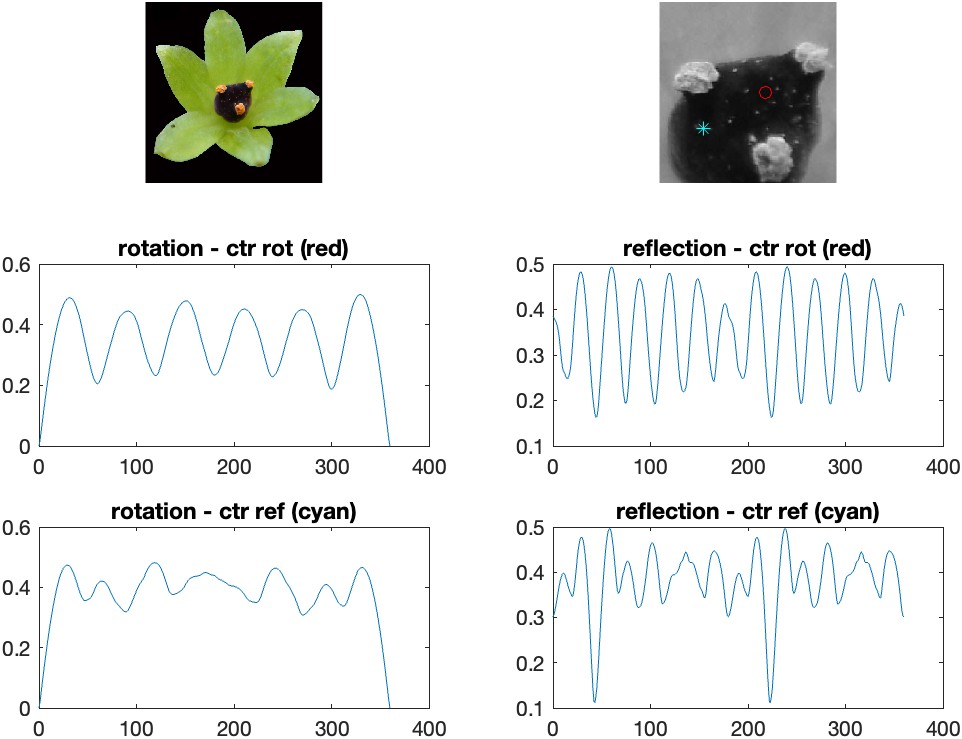 rotation - ctr rot (red)
0.6
0.4
0.2
0
0 100 200 300 400
reflection - ctr rot (red)
0.5
0.4
0.3
0.2
0.1
0 100 200 300 400
rotation - ctr ref (cyan)
0.6
0.4
0.2
0
0 100 200 300 400
reflection - ctr ref (cyan)
0.5
0.4
0.3
0.2
0.1
0 100 200 300 400